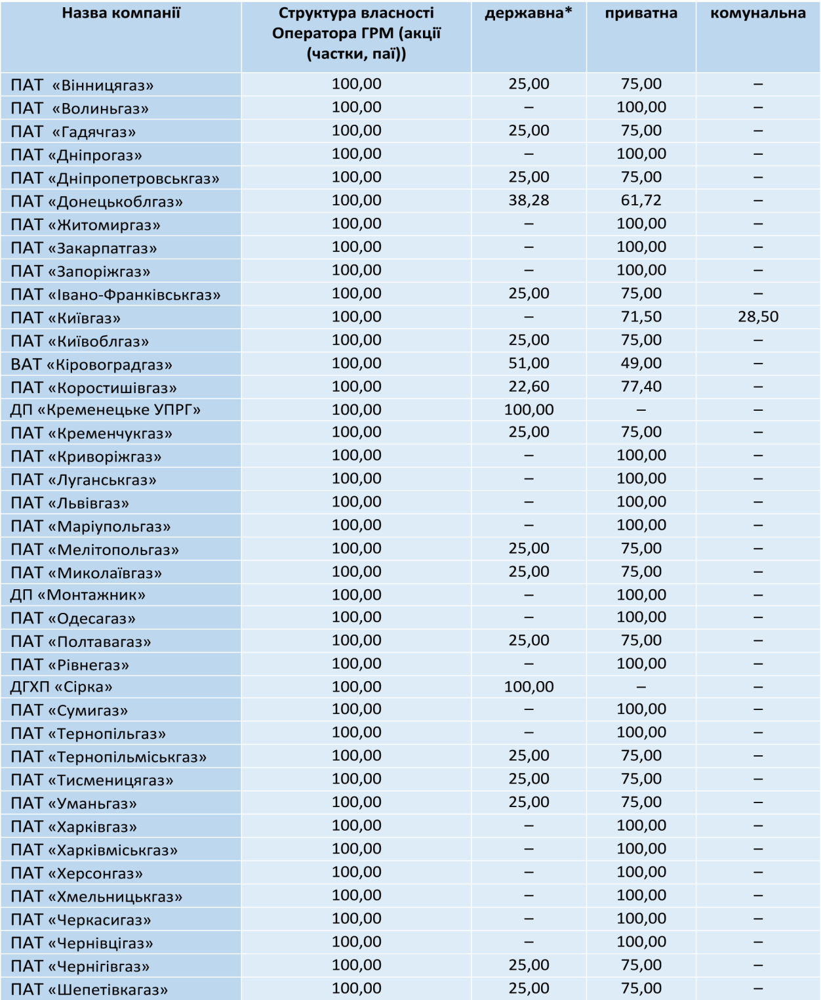 Назва компанії Структура власності Оператора ГРМ (акції (частки, паї)) державна* приватна комунальна
ПАТ «Вінницягаз» 100,00 25,00 75,00 –
ПАТ «Волиньгаз» 100,00 – 100,00 –
ПАТ «Гадячгаз» 100,00 25,00 75,00 –
ПАТ «Дніпрогаз» 100,00 – 100,00 –
ПАТ «Дніпропетровськгаз» 100,00 25,00 75,00 –
ПАТ «Донецькоблгаз» 100,00 38,28 61,72 –
ПАТ «Житомиргаз» 100,00 – 100,00 –
ПАТ «Закарпатгаз» 100,00 – 100,00 –
ПАТ «Запоріжгаз» 100,00 – 100,00 –
ПАТ «Івано-Франківськгаз» 100,00 25,00 75,00 –
ПАТ «Київгаз» 100,00 – 71,50 28,50
ПАТ «Київоблгаз» 100,00 25,00 75,00 –
ВАТ «Кіровоградгаз» 100,00 51,00 49,00 –
ПАТ «Коростишівгаз» 100,00 22,60 77,40 –
ДП «Кременецьке УПРГ» 100,00 100,00 – –
ПАТ «Кременчукгаз» 100,00 25,00 75,00 –
ПАТ «Криворіжгаз» 100,00 – 100,00 –
ПАТ «Луганськгаз» 100,00 – 100,00 –
ПАТ «Львівгаз» 100,00 – 100,00 –
ПАТ «Маріупольгаз» 100,00 – 100,00 –
ПАТ «Мелітопольгаз» 100,00 25,00 75,00 –
ПАТ «Миколаївгаз» 100,00 25,00 75,00 –
ДП «Монтажник» 100,00 – 100,00 –
ПАТ «Одесагаз» 100,00 – 100,00 –
ПАТ «Полтавагаз» 100,00 25,00 75,00 –
ПАТ «Рівнегаз» 100,00 – 100,00 –
ДГХП «Сірка» 100,00 100,00 – –
ПАТ «Сумигаз» 100,00 – 100,00 –
ПАТ «Тернопільгаз» 100,00 – 100,00 –
ПАТ «Тернопільміськгаз» 100,00 25,00 75,00 –
ПАТ «Тисменицягаз» 100,00 25,00 75,00 –
ПАТ «Уманьгаз» 100,00 25,00 75,00 –
ПАТ «Харківгаз» 100,00 – 100,00 –
ПАТ «Харківміськгаз» 100,00 – 100,00 –
ПАТ «Херсонгаз» 100,00 – 100,00 –
ПАТ «Хмельницькгаз» 100,00 – 100,00 –
ПАТ «Черкасигаз» 100,00 – 100,00 –
ПАТ «Чернівцігаз» 100,00 – 100,00 –
ПАТ «Чернігівгаз» 100,00 25,00 75,00 –
ПАТ «Шепетівкагаз» 100,00 25,00 75,00 –